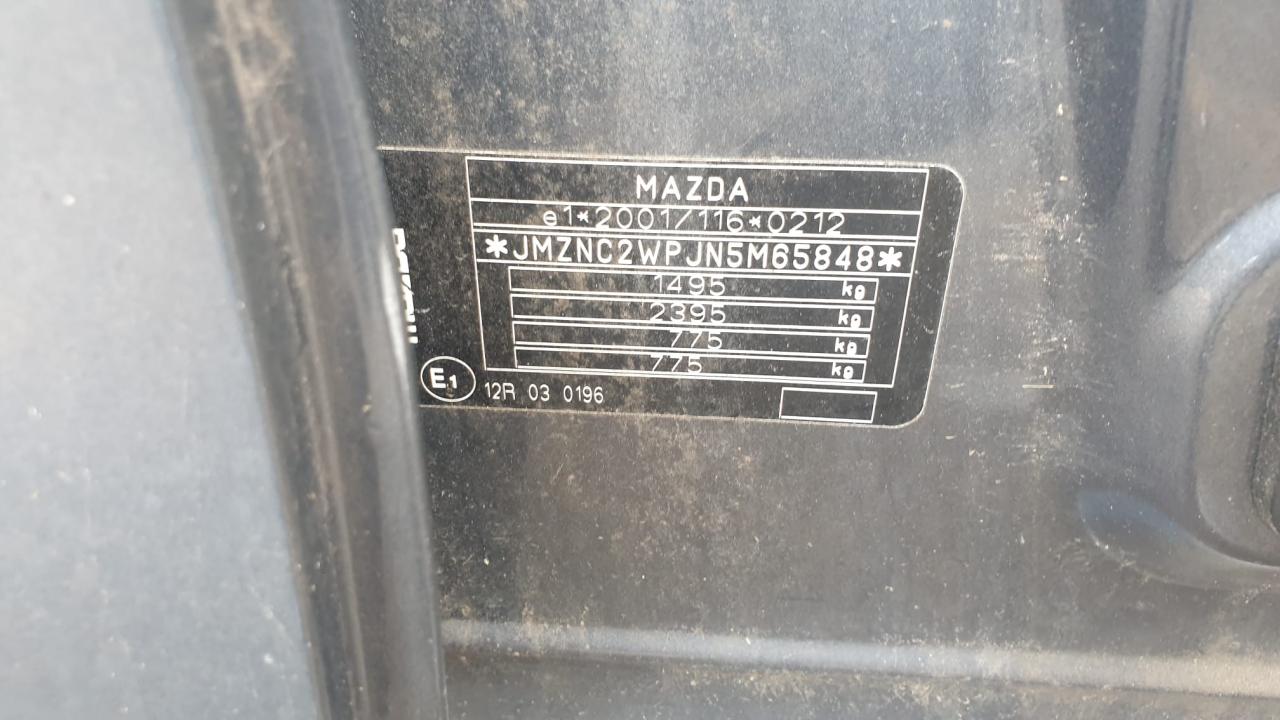 MAZDA
e1*2001/116*0212
*JMZNC2WPJN5M65848*
1495 kg
2395 kg
775 kg
775 kg
E1 12R 03 0196